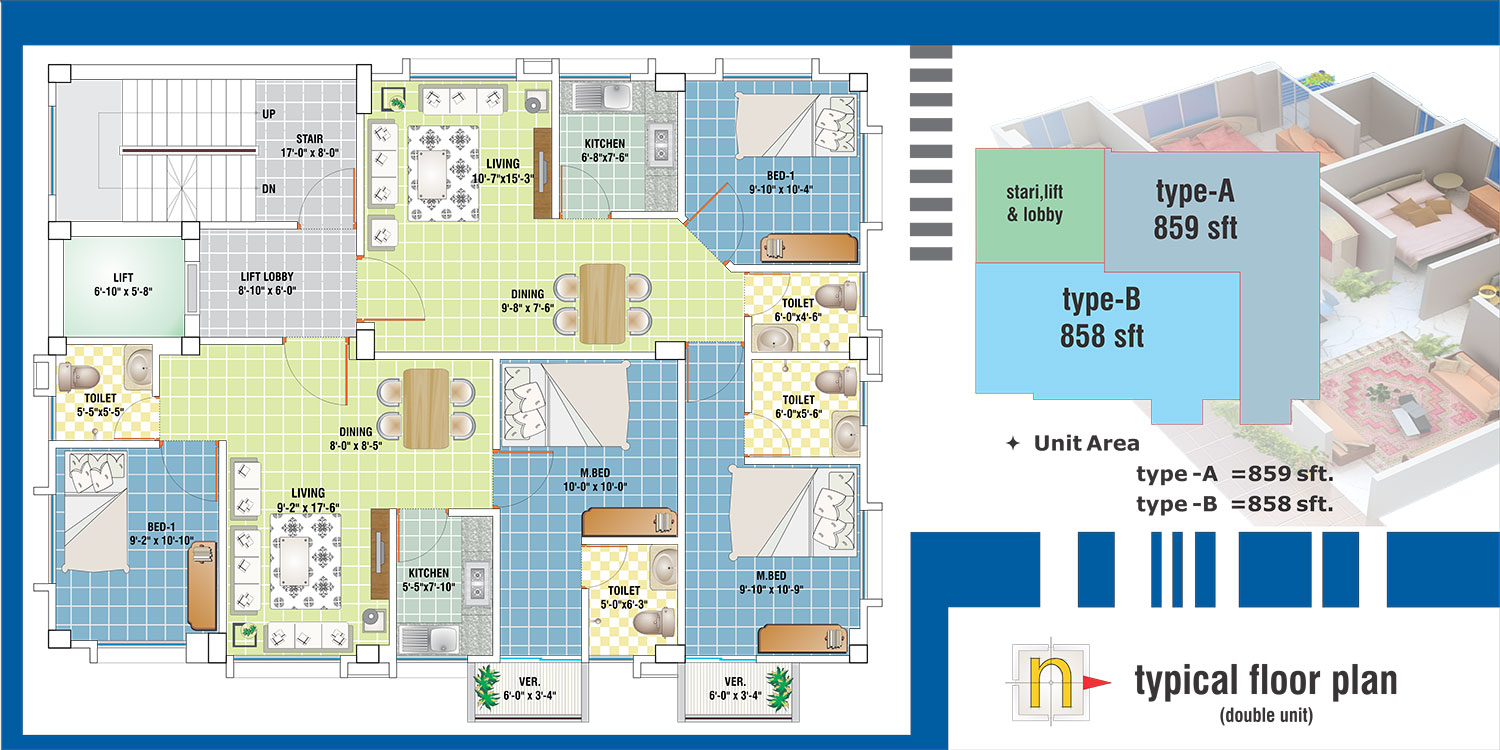 UP
STAIR
17'-0" x 8'-0"
DN
LIFT
6'-10" x 5'-8"
LIFT LOBBY
8'-10" x 6'-0"
LIVING
10'-7"x15'-3"
KITCHEN
6'-8"x7'-6"
BED-1
9'-10" x 10'-4"
DINING
9'-8" x 7'-6"
TOILET
6'-0"x4'-6"
TOILET
6'-0"x5'-6"
TOILET
5'-5"x5'-5"
DINING
8'-0" x 8'-5"
LIVING
9'-2" x 17'-6"
M.BED
10'-0" x 10'-0"
BED-1
9'-2" x 10'-10"
KITCHEN
5'-5"x7'-10"
TOILET
5'-0"x6'-3"
M.BED
9'-10" x 10'-9"
VER.
6'-0" x 3'-4"
VER.
6'-0" x 3'-4"
stari,lift
& lobby
type-A
859 sft
type-B
858 sft
Unit Area
type -A =859 sft.
type -B =858 sft.
n
typical floor plan
(double unit)